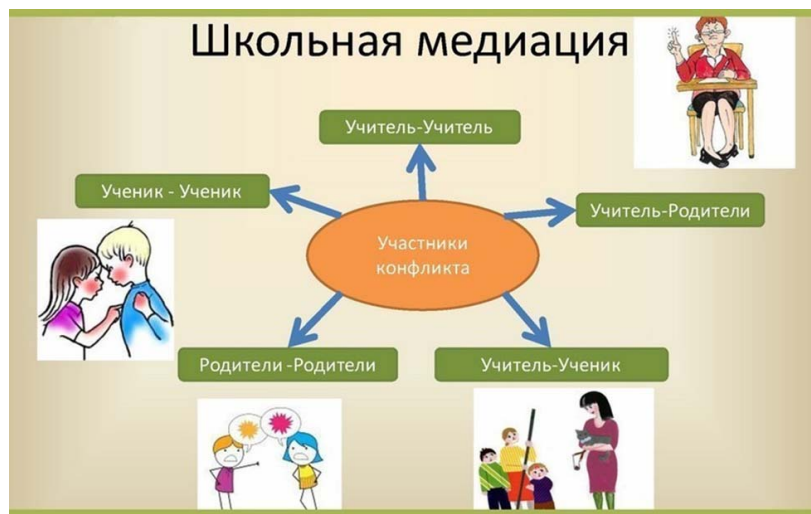 Школьная медиация
Учитель-Учитель
Ученик - Ученик
Учитель-Родители
Участники
конфликта
Родители -Родители
Учитель-Ученик